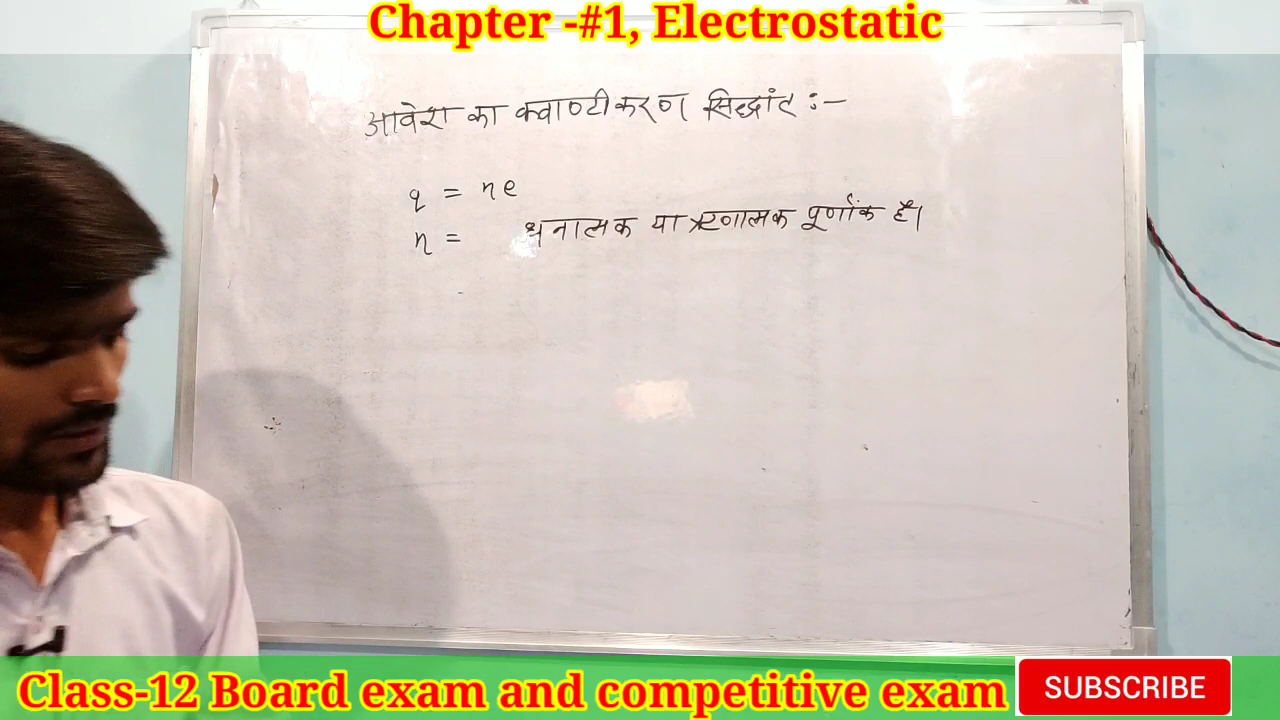 Chapter -#1, Electrostatic
आवेश का क्वाण्टीकरण सिद्धांत :-
q = ne
n = धनात्मक या ऋणात्मक पूर्णांक है।
Class-12 Board exam and competitive exam
SUBSCRIBE